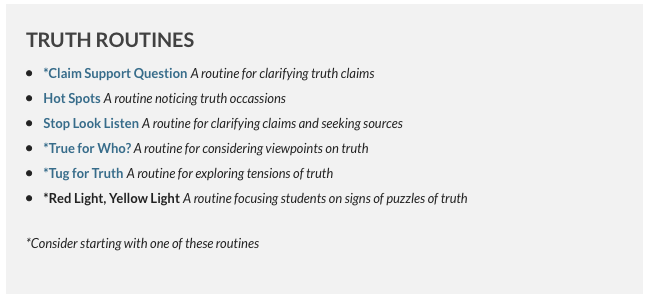 TRUTH ROUTINES
*Claim Support Question A routine for clarifying truth claims
Hot Spots A routine noticing truth occassions
Stop Look Listen A routine for clarifying claims and seeking sources
*True for Who? A routine for considering viewpoints on truth
*Tug for Truth A routine for exploring tensions of truth
*Red Light, Yellow Light A routine focusing students on signs of puzzles of truth
*Consider starting with one of these routines